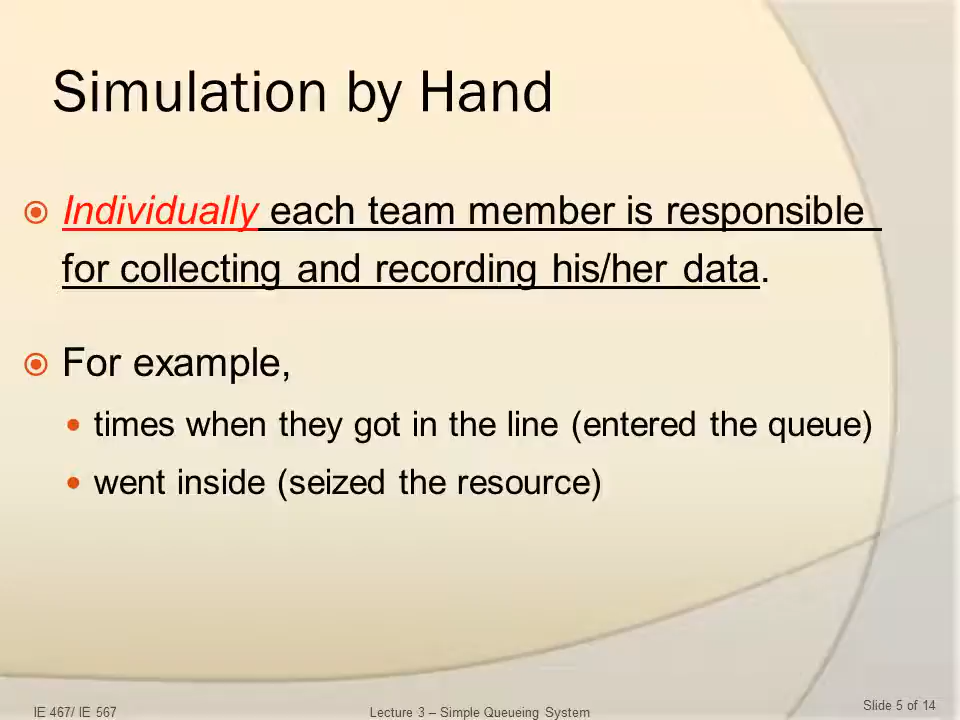 Simulation by Hand
Individually each team member is responsible
for collecting and recording his/her data.
For example,
times when they got in the line (entered the queue)
went inside (seized the resource)
IE 467/ IE 567
Lecture 3 – Simple Queueing System
Slide 5 of 14